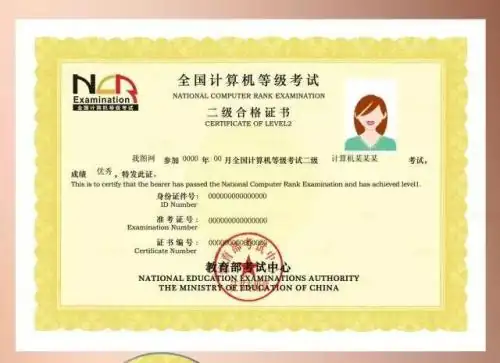 NCR
Examination
全国计算机等级考试
全国计算机等级考试
NATIONAL COMPUTER RANK EXAMINATION
二级合格证书
CERTIFICATE OF LEVEL2
我图网 参加 0000 年 00 月全国计算机等级考试二级 计算机某某某 考试,
成绩 优秀,特发此证。
This is to certify that the bearer has passed the National Computer Rank Examination and has achieved level1.
身份证件号: 000000000000000
ID Number
准考证号: 000000000000000
Examination Number
证书编号: 000000000000000
Certificate Number
教育部考试中心
NATIONAL EDUCATION EXAMINATIONS AUTHORITY
THE MINISTRY OF EDUCATION OF CHINA